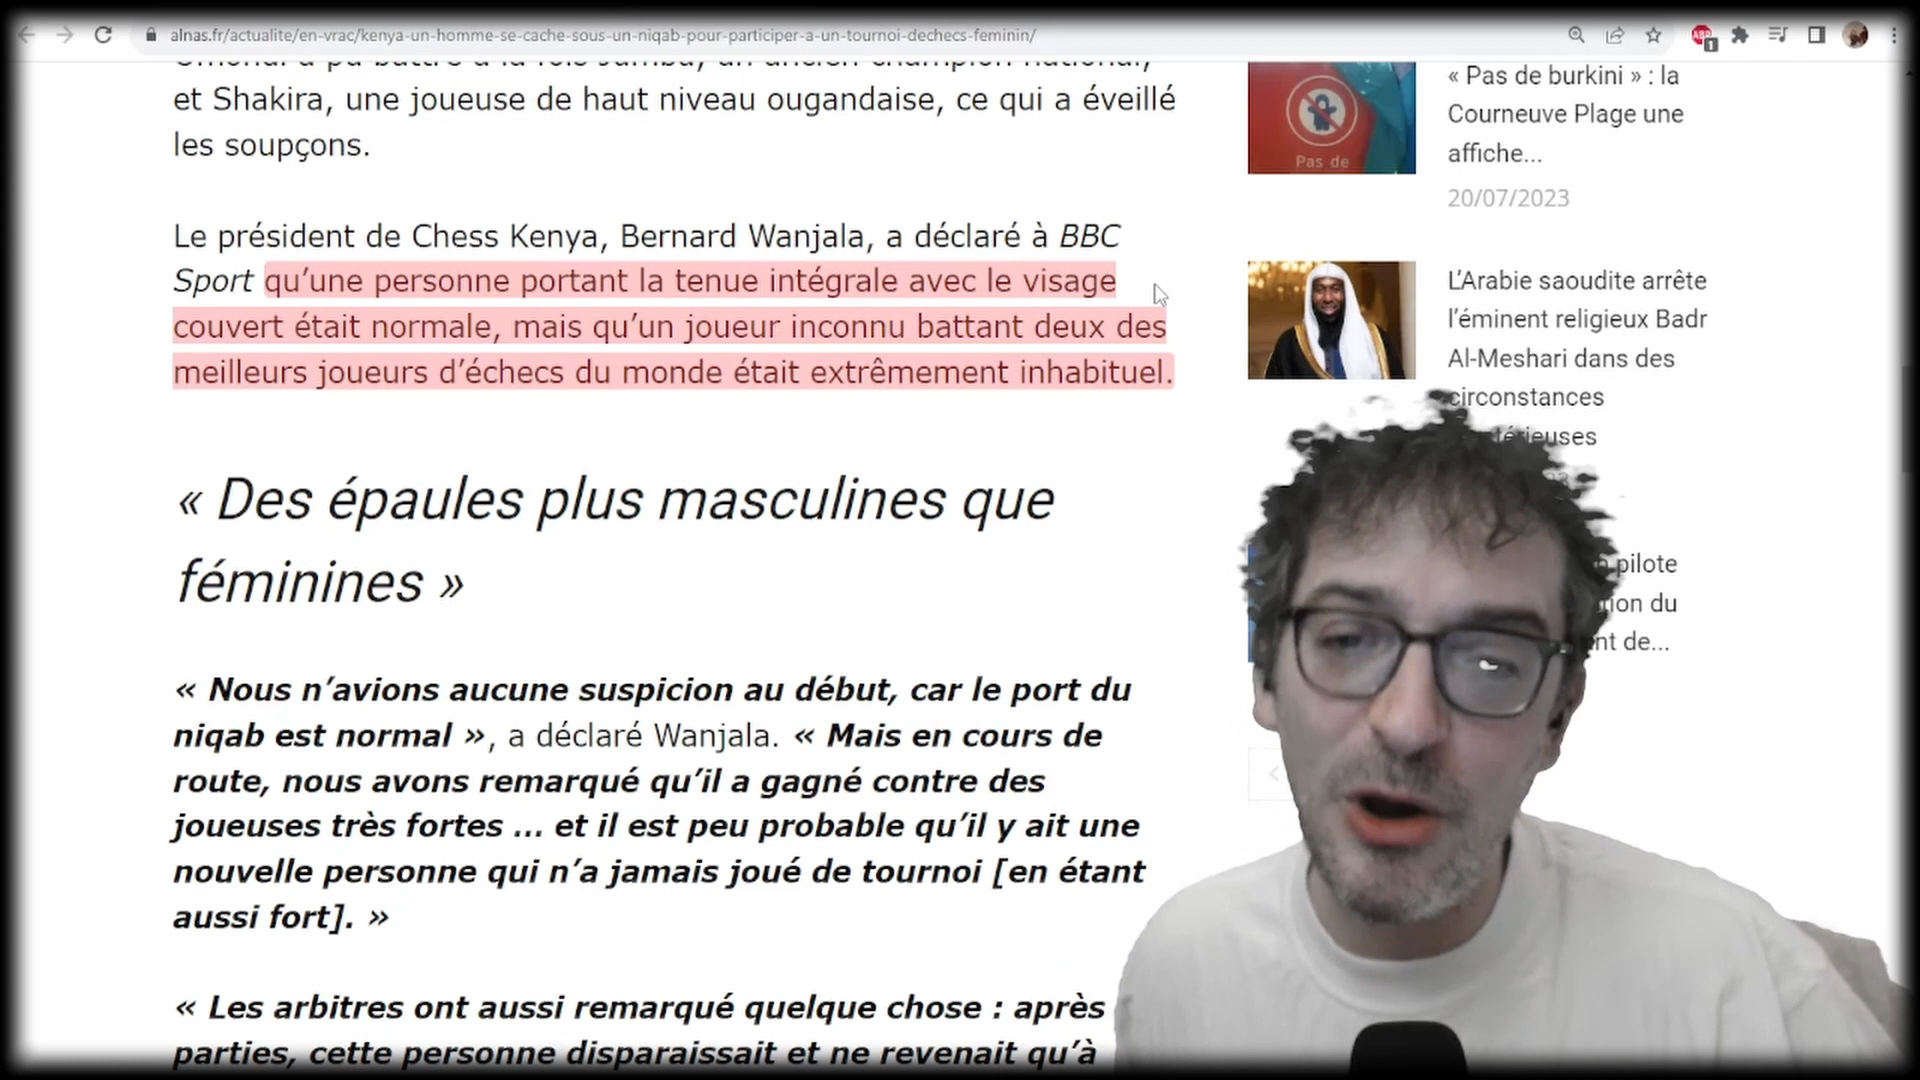 alnas.fr/actualite/en-vrac/kenya-un-homme-se-cache-sous-un-niqab-pour-participer-a-un-tournoi-dechecs-feminin/
et Shakira, une joueuse de haut niveau ougandaise, ce qui a éveillé
les soupçons.
Le président de Chess Kenya, Bernard Wanjala, a déclaré à BBC
Sport qu’une personne portant la tenue intégrale avec le visage
couvert était normale, mais qu’un joueur inconnu battant deux des
meilleurs joueurs d’échecs du monde était extrêmement inhabituel.
« Des épaules plus masculines que
féminines »
« Nous n’avions aucune suspicion au début, car le port du
niqab est normal », a déclaré Wanjala. « Mais en cours de
route, nous avons remarqué qu’il a gagné contre des
joueuses très fortes ... et il est peu probable qu’il y ait une
nouvelle personne qui n’a jamais joué de tournoi [en étant
aussi fort]. »
« Les arbitres ont aussi remarqué quelque chose : après
parties, cette personne disparaissait et ne revenait qu’à
Pas de
« Pas de burkini » : la
Courneuve Plage une
affiche...
20/07/2023
L’Arabie saoudite arrête
l’éminent religieux Badr
Al-Meshari dans des
circonstances
pilote
du
de...